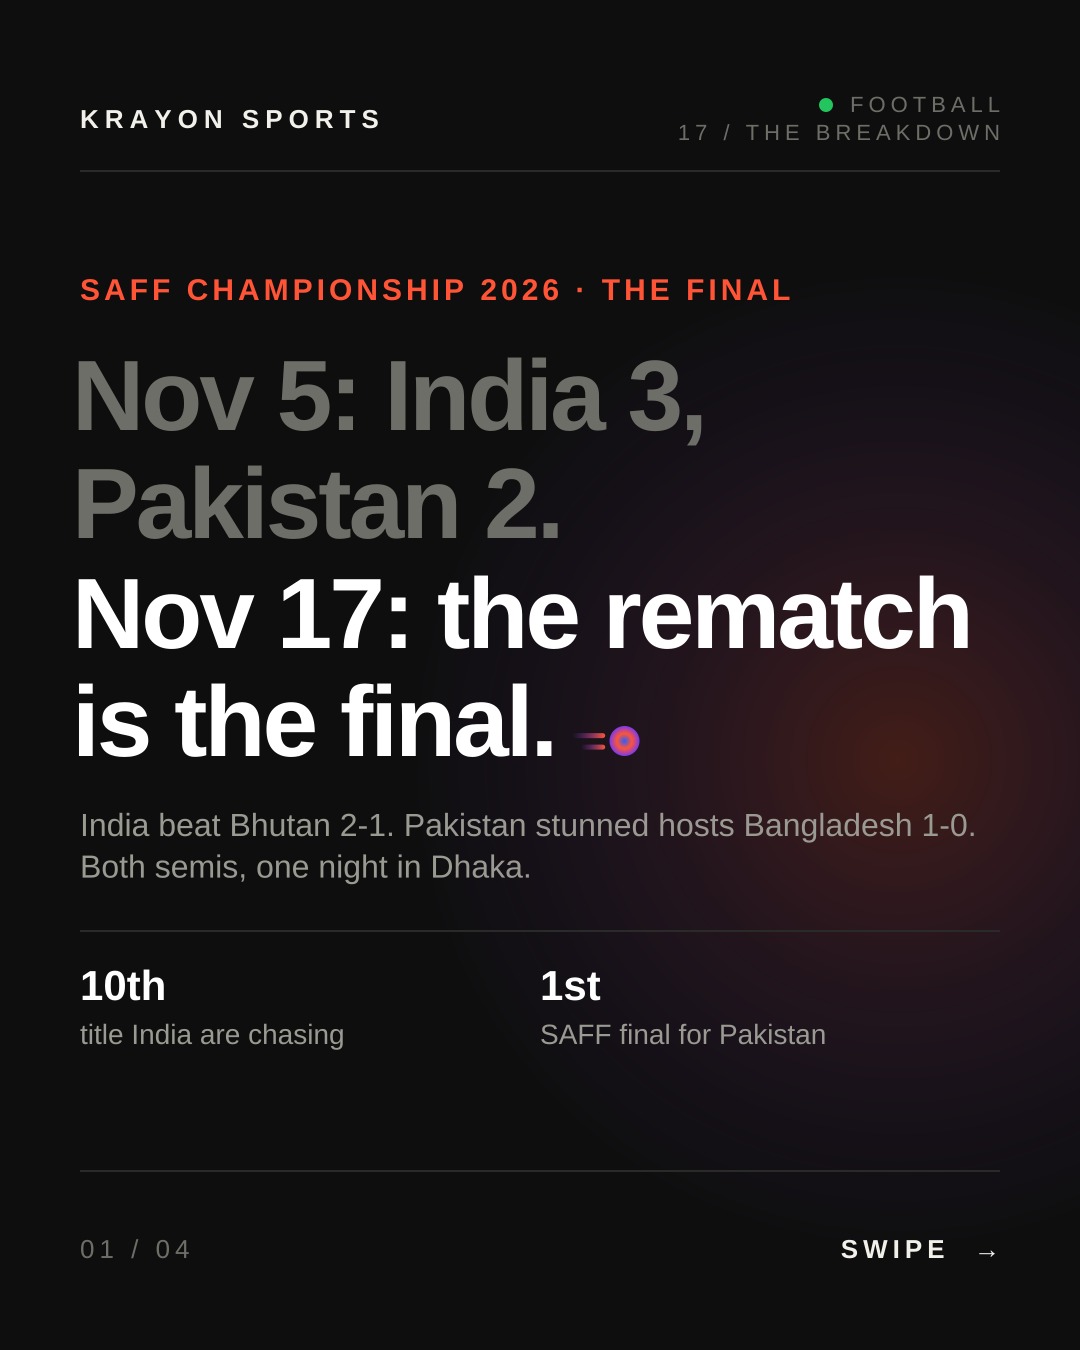 KRAYON SPORTS
FOOTBALL
17 / THE BREAKDOWN
SAFF CHAMPIONSHIP 2026 · THE FINAL
Nov 5: India 3,
Pakistan 2.
Nov 17: the rematch
is the final.
India beat Bhutan 2-1. Pakistan stunned hosts Bangladesh 1-0.
Both semis, one night in Dhaka.
10th
title India are chasing
1st
SAFF final for Pakistan
01 / 04
SWIPE →